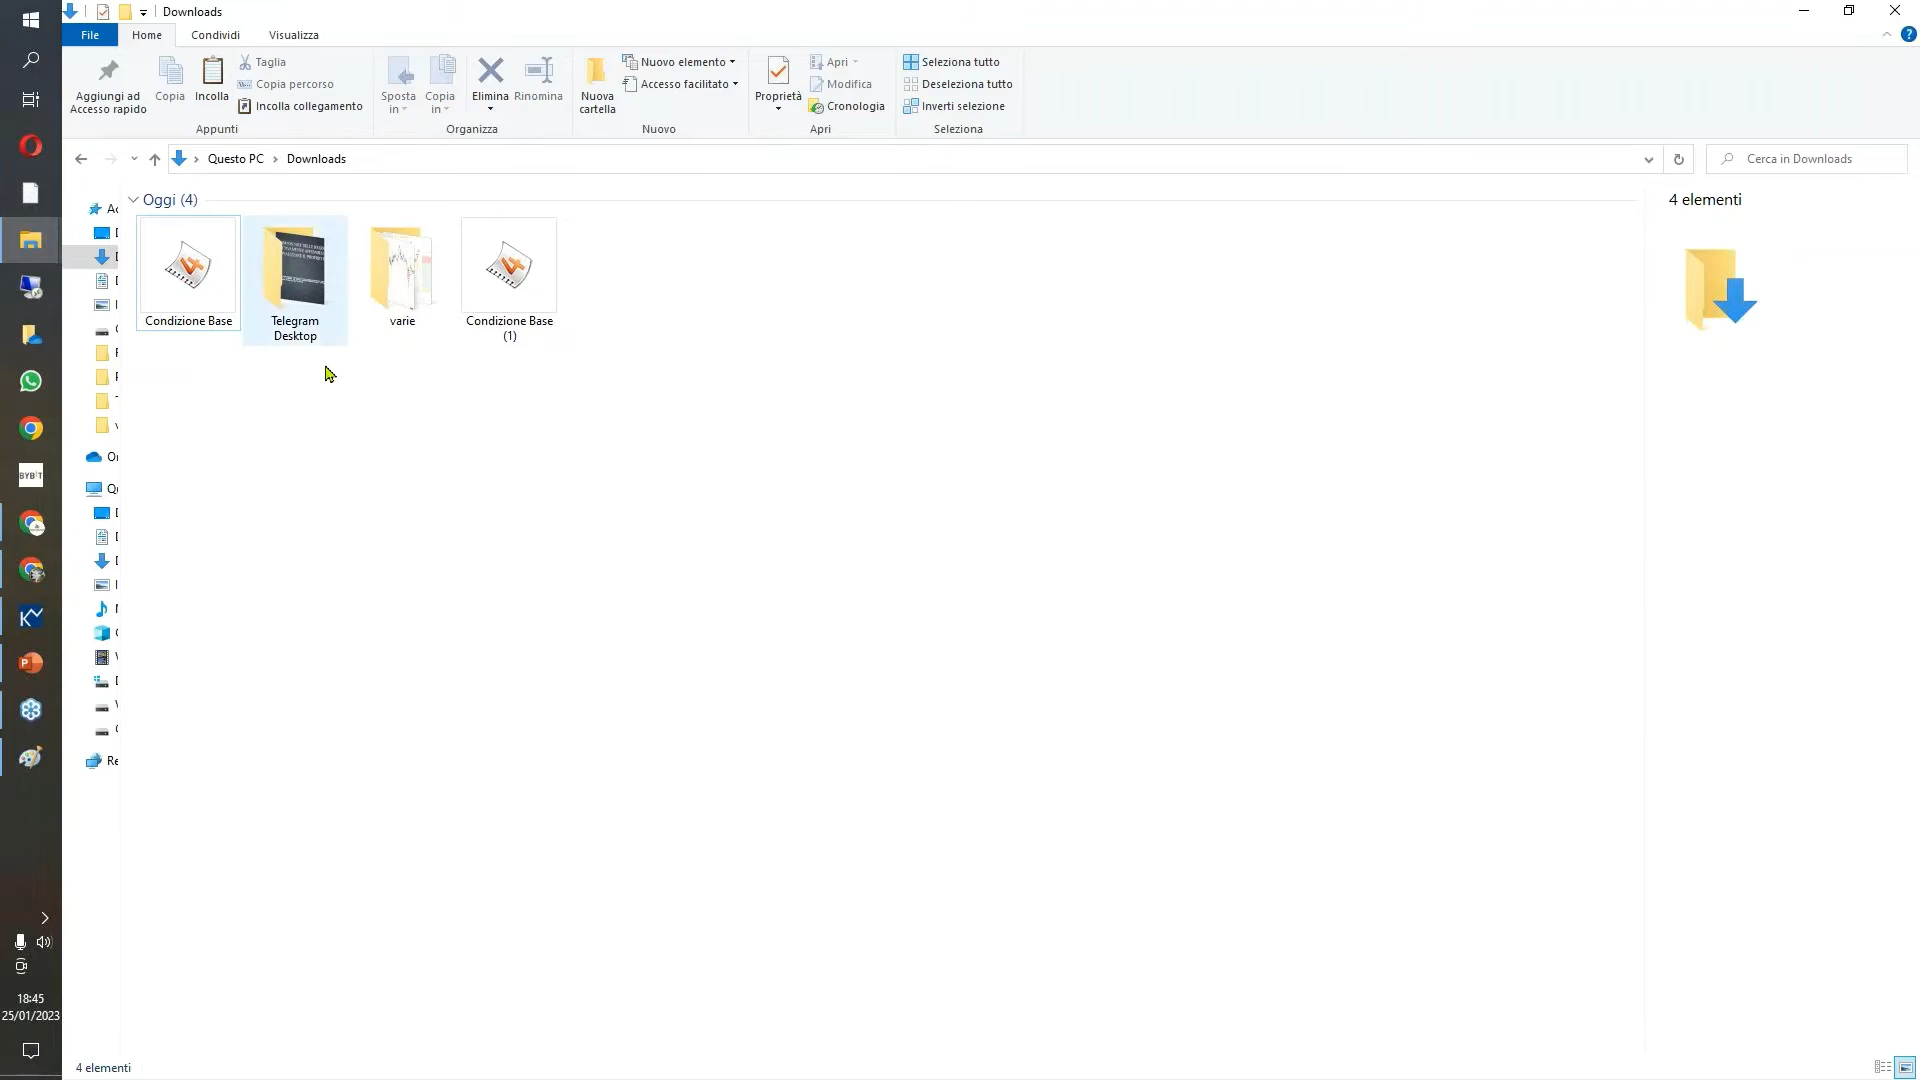 Downloads
File Home Condividi Visualizza
Aggiungi ad
Accesso rapido
Copia
Incolla
Taglia
Copia percorso
Incolla collegamento
Appunti
Sposta
in
Copia
in
Elimina
Rinomina
Organizza
Nuova
cartella
Nuovo elemento
Accesso facilitato
Nuovo
Proprietà
Apri
Modifica
Cronologia
Apri
Seleziona tutto
Deseleziona tutto
Inverti selezione
Seleziona
Questo PC > Downloads
Cerca in Downloads
Oggi (4)
4 elementi
Condizione Base
Telegram
Desktop
varie
Condizione Base
(1)
BYBIT
18:45
25/01/2023
4 elementi